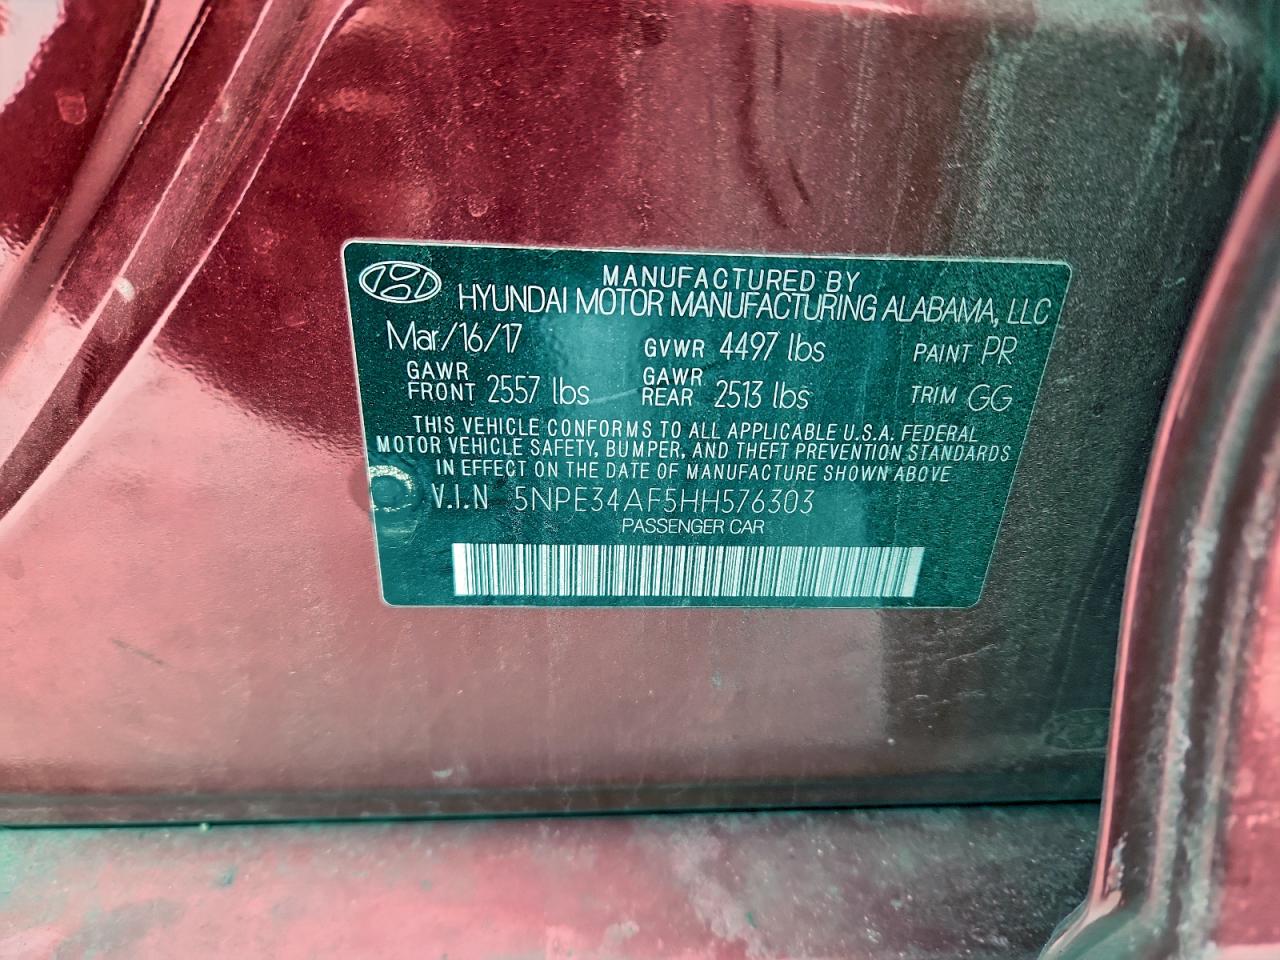 MANUFACTURED BY
HYUNDAI MOTOR MANUFACTURING ALABAMA, LLC
Mar/16/17 GVWR 4497 lbs PAINT PR
GAWR FRONT 2557 lbs GAWR REAR 2513 lbs TRIM GG
THIS VEHICLE CONFORMS TO ALL APPLICABLE U.S.A. FEDERAL
MOTOR VEHICLE SAFETY, BUMPER, AND THEFT PREVENTION STANDARDS
IN EFFECT ON THE DATE OF MANUFACTURE SHOWN ABOVE
V.I.N 5NPE34AF5HH576303
PASSENGER CAR